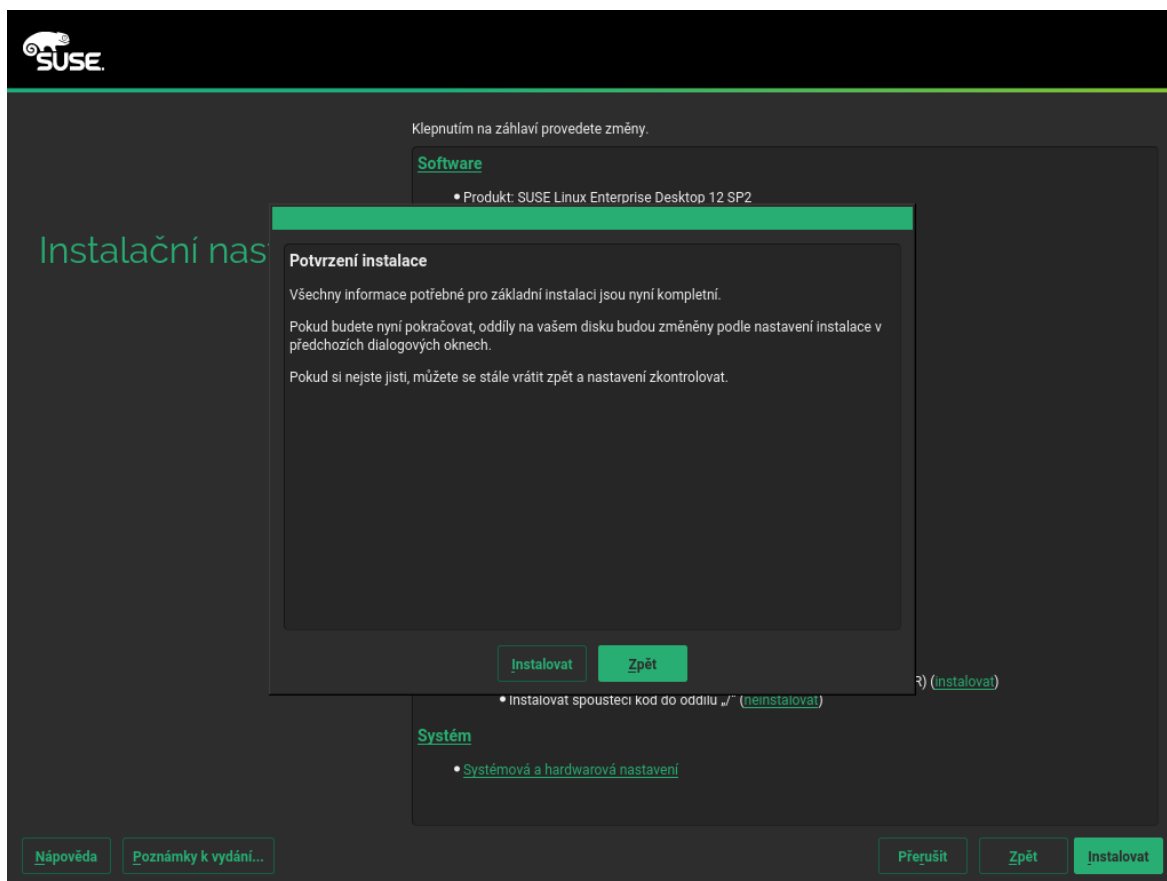 SUSE.
Klepnutím na záhlaví provedete změny.
Software
• Produkt: SUSE Linux Enterprise Desktop 12 SP2
Instalační
Potvrzení instalace
Všechny informace potřebné pro základní instalaci jsou nyní kompletní.
Pokud budete nyní pokračovat, oddíly na vašem disku budou změněny podle nastavení instalace v
předchozích dialogových oknech.
Pokud si nejste jisti, můžete se stále vrátit zpět a nastavení zkontrolovat.
Instalovat Zpět
R) (instalovat)
• Instalovat spouštěcí kód do oddílu „/“ (neinstalovat)
Systém
• Systémová a hardwarová nastavení
Nápověda Poznámky k vydání... Přerušit Zpět Instalovat